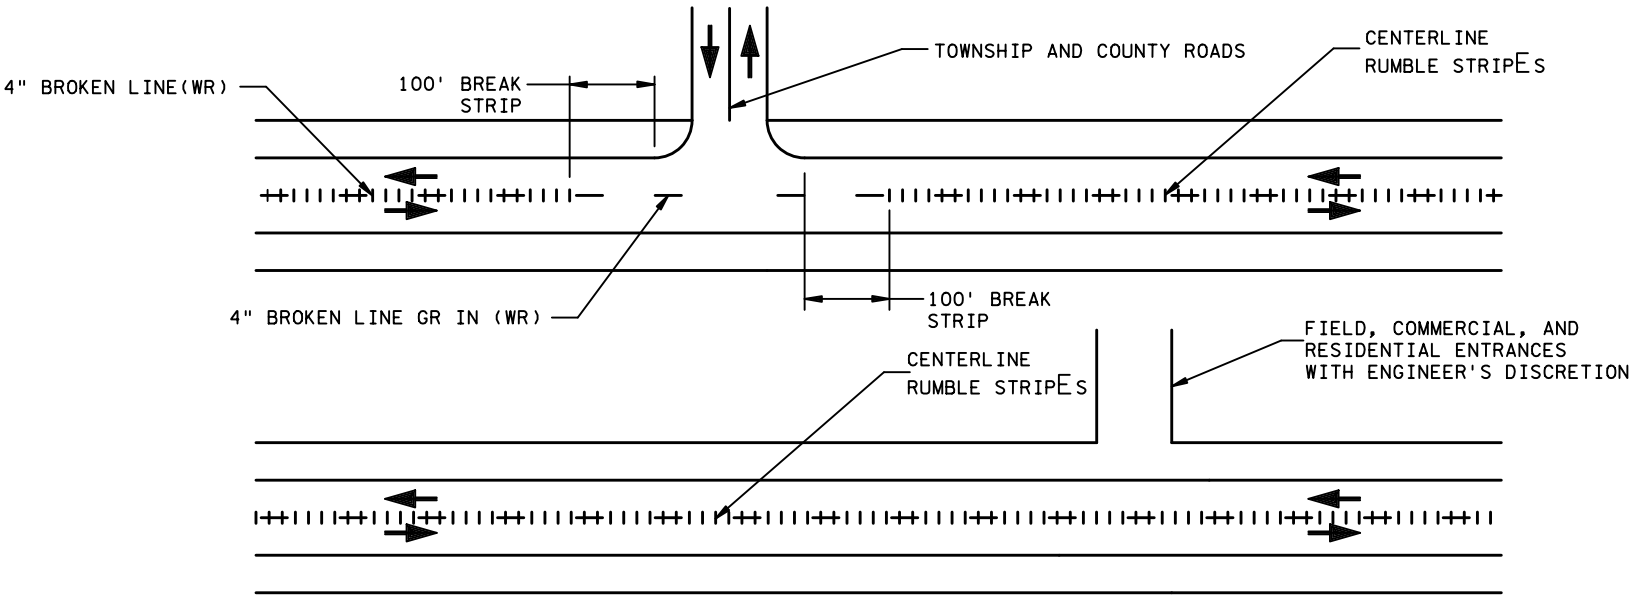 CENTERLINE
RUMBLE STRIPES
TOWNSHIP AND COUNTY ROADS
4" BROKEN LINE(WR)
100' BREAK
STRIP
100' BREAK
STRIP
4" BROKEN LINE GR IN (WR)
FIELD, COMMERCIAL, AND
RESIDENTIAL ENTRANCES
WITH ENGINEER'S DISCRETION
CENTERLINE
RUMBLE STRIPES